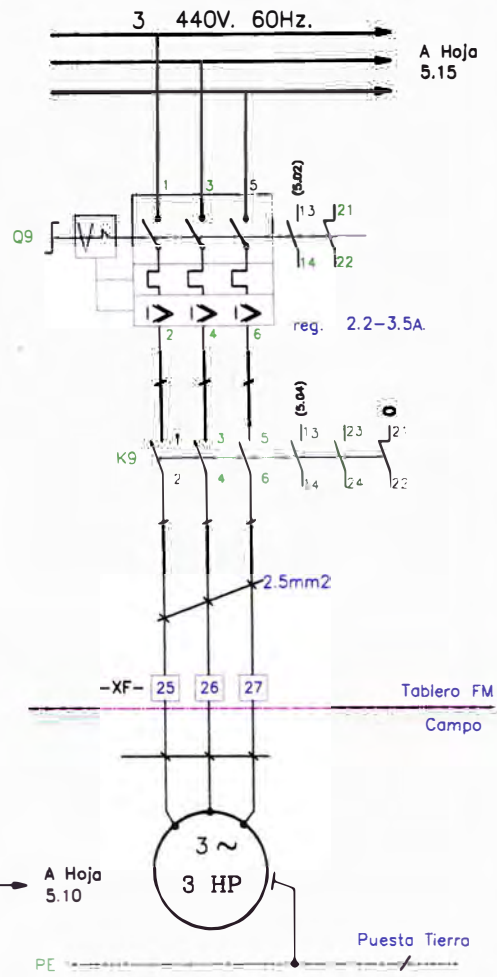 3 440V. 60Hz.
A Hoja
5.15
1 3 5
(5.02)
13 21
Q9
14 22
I> I> I>
2 4 6
reg. 2.2-3.5A.
(5.04)
1 3 5 13 23 21
K9
2 4 6 14 24 22
2.5mm2
-XF- 25 26 27
Tablero FM
Campo
3 ~
3 HP
A Hoja
5.10
Puesta Tierra
PE